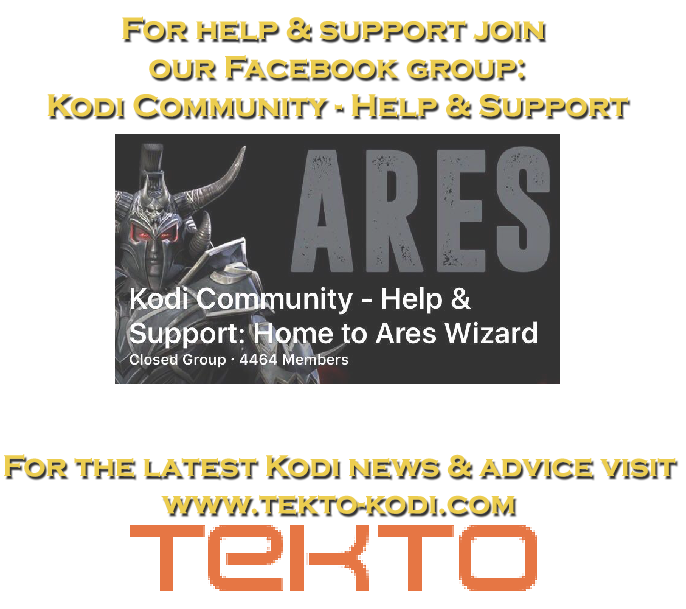 For help & support join
our Facebook group:
Kodi Community - Help & Support
ARES
Kodi Community - Help &
Support: Home to Ares Wizard
Closed Group · 4464 Members
For the latest Kodi news & advice visit
www.tekto-kodi.com
TeKTO